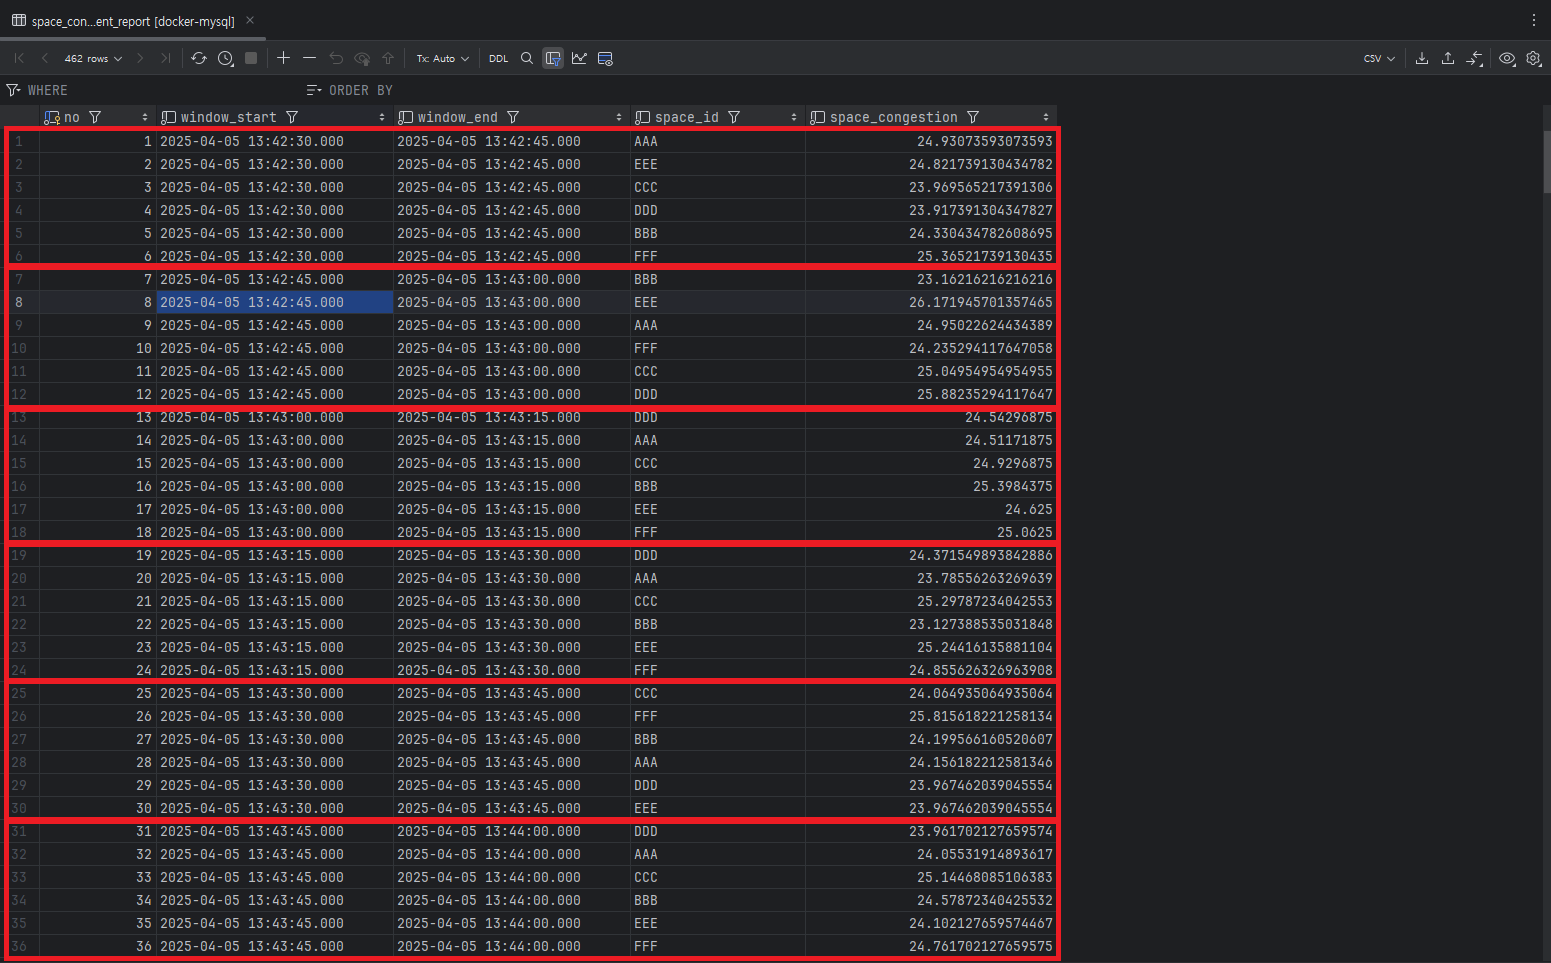 space_con...ent_report [docker-mysql]
462 rows Tx: Auto DDL CSV
WHERE ORDER BY
no window_start window_end space_id space_congestion
1 1 2025-04-05 13:42:30.000 2025-04-05 13:42:45.000 AAA 24.93073593073593
2 2 2025-04-05 13:42:30.000 2025-04-05 13:42:45.000 EEE 24.821739130434782
3 3 2025-04-05 13:42:30.000 2025-04-05 13:42:45.000 CCC 23.969565217391306
4 4 2025-04-05 13:42:30.000 2025-04-05 13:42:45.000 DDD 23.917391304347827
5 5 2025-04-05 13:42:30.000 2025-04-05 13:42:45.000 BBB 24.330434782608695
6 6 2025-04-05 13:42:30.000 2025-04-05 13:42:45.000 FFF 25.36521739130435
7 7 2025-04-05 13:42:45.000 2025-04-05 13:43:00.000 BBB 23.16216216216216
8 8 2025-04-05 13:42:45.000 2025-04-05 13:43:00.000 EEE 26.171945701357465
9 9 2025-04-05 13:42:45.000 2025-04-05 13:43:00.000 AAA 24.95022624434389
10 10 2025-04-05 13:42:45.000 2025-04-05 13:43:00.000 FFF 24.235294117647058
11 11 2025-04-05 13:42:45.000 2025-04-05 13:43:00.000 CCC 25.04954954954955
12 12 2025-04-05 13:42:45.000 2025-04-05 13:43:00.000 DDD 25.88235294117647
13 13 2025-04-05 13:43:00.000 2025-04-05 13:43:15.000 DDD 24.54296875
14 14 2025-04-05 13:43:00.000 2025-04-05 13:43:15.000 AAA 24.51171875
15 15 2025-04-05 13:43:00.000 2025-04-05 13:43:15.000 CCC 24.9296875
16 16 2025-04-05 13:43:00.000 2025-04-05 13:43:15.000 BBB 25.3984375
17 17 2025-04-05 13:43:00.000 2025-04-05 13:43:15.000 EEE 24.625
18 18 2025-04-05 13:43:00.000 2025-04-05 13:43:15.000 FFF 25.0625
19 19 2025-04-05 13:43:15.000 2025-04-05 13:43:30.000 DDD 24.371549893842886
20 20 2025-04-05 13:43:15.000 2025-04-05 13:43:30.000 AAA 23.78556263269639
21 21 2025-04-05 13:43:15.000 2025-04-05 13:43:30.000 CCC 25.29787234042553
22 22 2025-04-05 13:43:15.000 2025-04-05 13:43:30.000 BBB 23.127388535031848
23 23 2025-04-05 13:43:15.000 2025-04-05 13:43:30.000 EEE 25.24416135881104
24 24 2025-04-05 13:43:15.000 2025-04-05 13:43:30.000 FFF 24.855626326963908
25 25 2025-04-05 13:43:30.000 2025-04-05 13:43:45.000 CCC 24.064935064935064
26 26 2025-04-05 13:43:30.000 2025-04-05 13:43:45.000 FFF 25.815618221258134
27 27 2025-04-05 13:43:30.000 2025-04-05 13:43:45.000 BBB 24.199566160520607
28 28 2025-04-05 13:43:30.000 2025-04-05 13:43:45.000 AAA 24.156182212581346
29 29 2025-04-05 13:43:30.000 2025-04-05 13:43:45.000 DDD 23.967462039045554
30 30 2025-04-05 13:43:30.000 2025-04-05 13:43:45.000 EEE 23.967462039045554
31 31 2025-04-05 13:43:45.000 2025-04-05 13:44:00.000 DDD 23.961702127659574
32 32 2025-04-05 13:43:45.000 2025-04-05 13:44:00.000 AAA 24.05531914893617
33 33 2025-04-05 13:43:45.000 2025-04-05 13:44:00.000 CCC 25.14468085106383
34 34 2025-04-05 13:43:45.000 2025-04-05 13:44:00.000 BBB 24.57872340425532
35 35 2025-04-05 13:43:45.000 2025-04-05 13:44:00.000 EEE 24.102127659574467
36 36 2025-04-05 13:43:45.000 2025-04-05 13:44:00.000 FFF 24.761702127659575